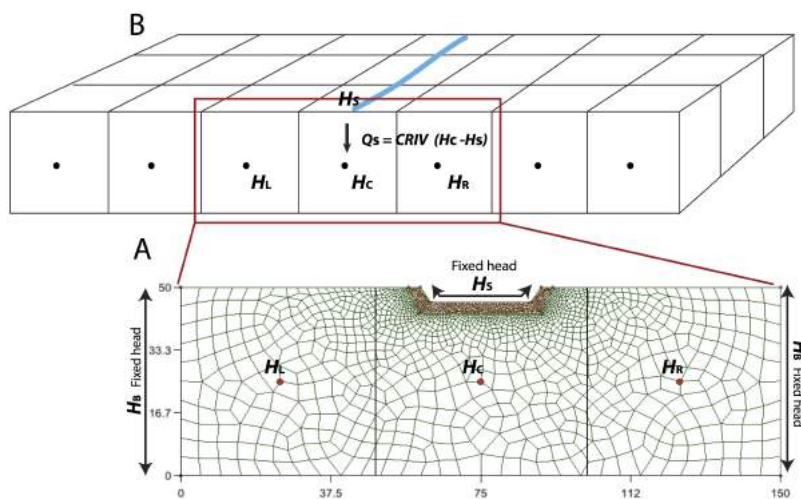 B
Hs
Qs = CRIV (Hc -Hs)
HL
HC
HR
A
Fixed head
HS
50
33.3
16.7
0
HB Fixed head
HL
HC
HR
HB Fixed head
0
37.5
75
112
150